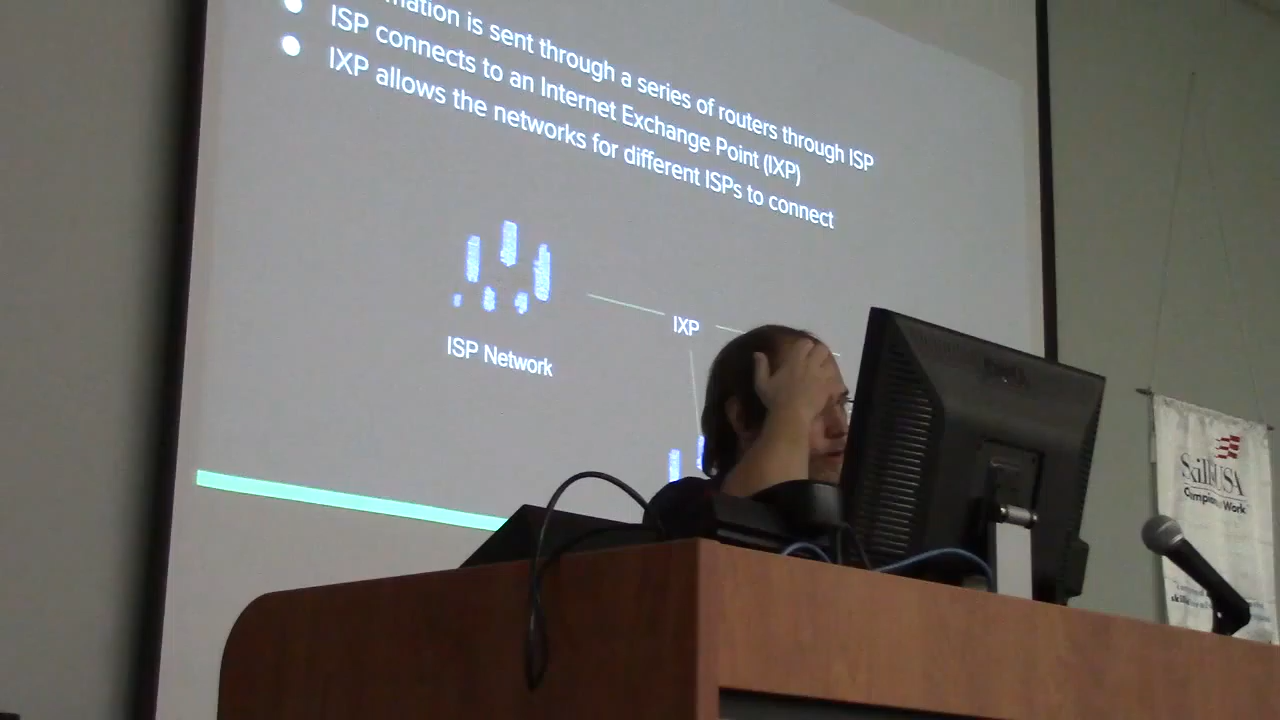 mation is sent through a series of routers through ISP
ISP connects to an Internet Exchange Point (IXP)
IXP allows the networks for different ISPs to connect
IXP
ISP Network
SkillsUSA